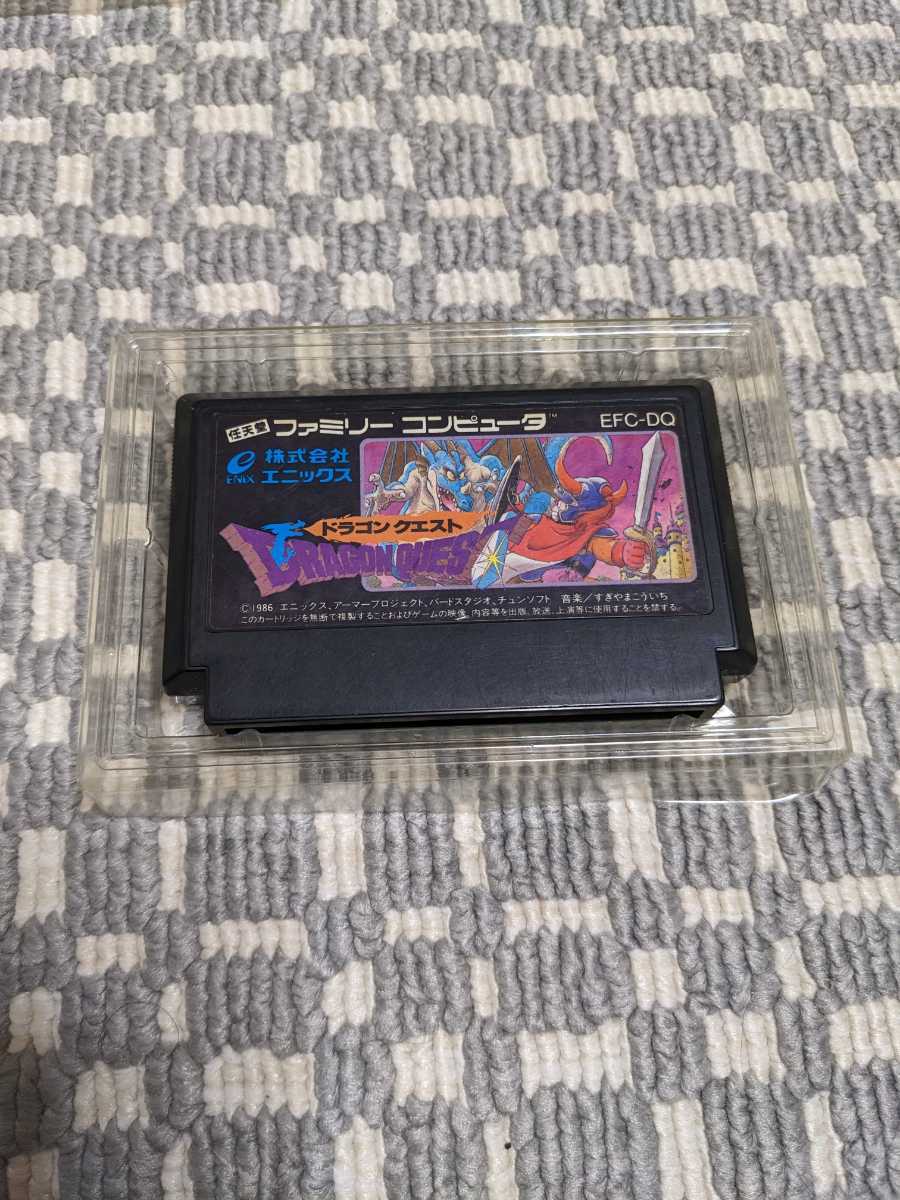 任天堂 ファミリー コンピュータ™ EFC-DQ
ENIX 株式会社 エニックス
ドラゴンクエスト
DRAGON QUEST
©1986 エニックス、アーマープロジェクト、バードスタジオ、チュンソフト 音楽/すぎやまこういち
このカートリッジを無断で複製することおよびゲームの映像、内容等を出版、放送、上演等に使用することを禁する。